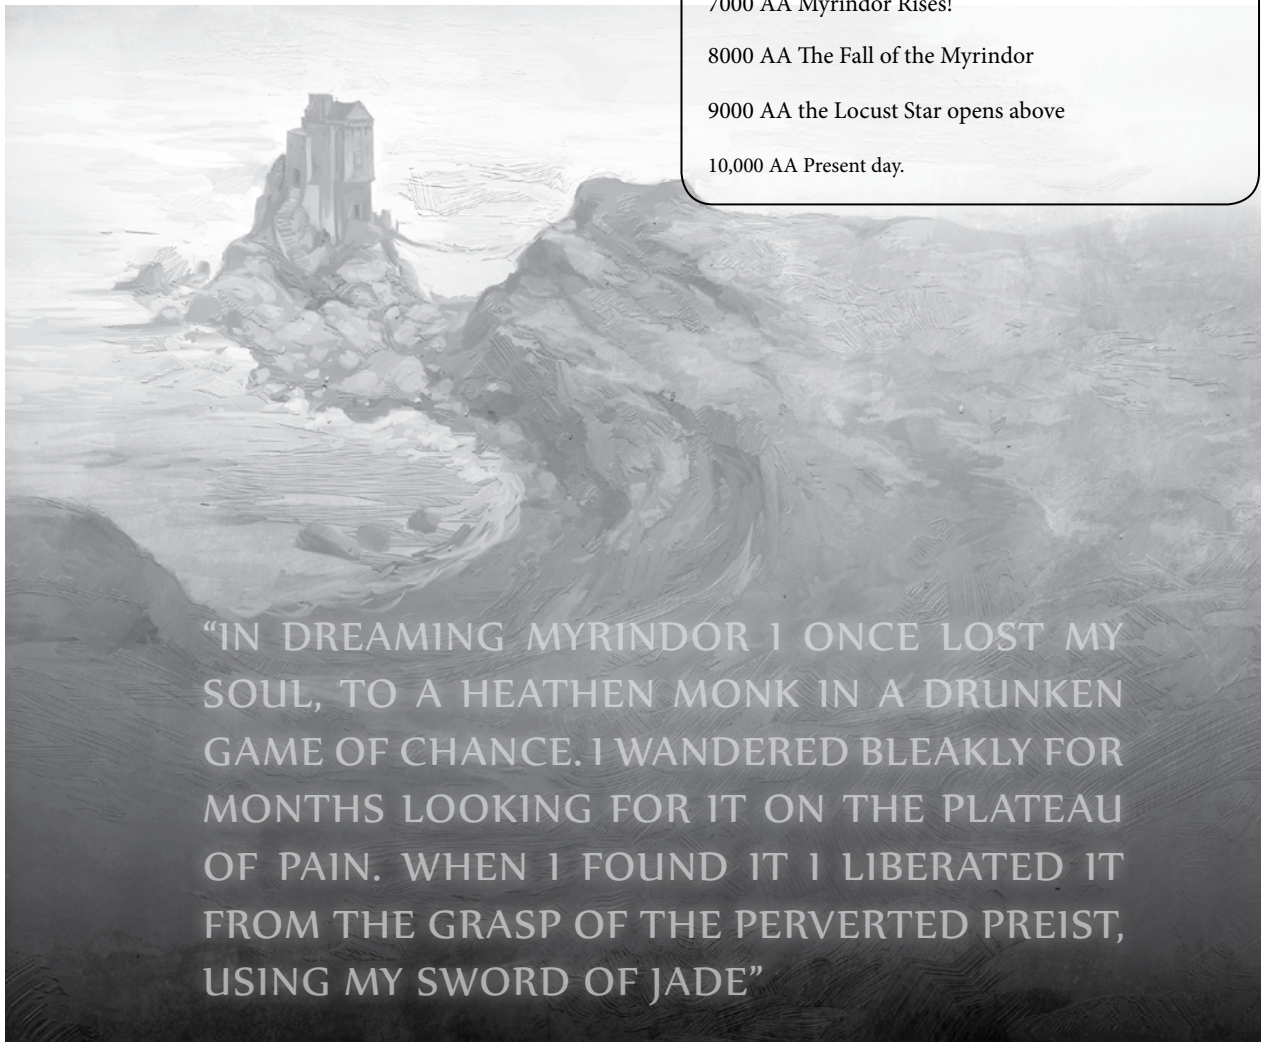 7000 AA Myrindor Rises!
8000 AA The Fall of the Myrindor
9000 AA the Locust Star opens above
10,000 AA Present day.
“IN DREAMING MYRINDOR I ONCE LOST MY
SOUL, TO A HEATHEN MONK IN A DRUNKEN
GAME OF CHANCE. I WANDERED BLEAKLY FOR
MONTHS LOOKING FOR IT ON THE PLATEAU
OF PAIN. WHEN I FOUND IT I LIBERATED IT
FROM THE GRASP OF THE PERVERTED PREIST,
USING MY SWORD OF JADE”